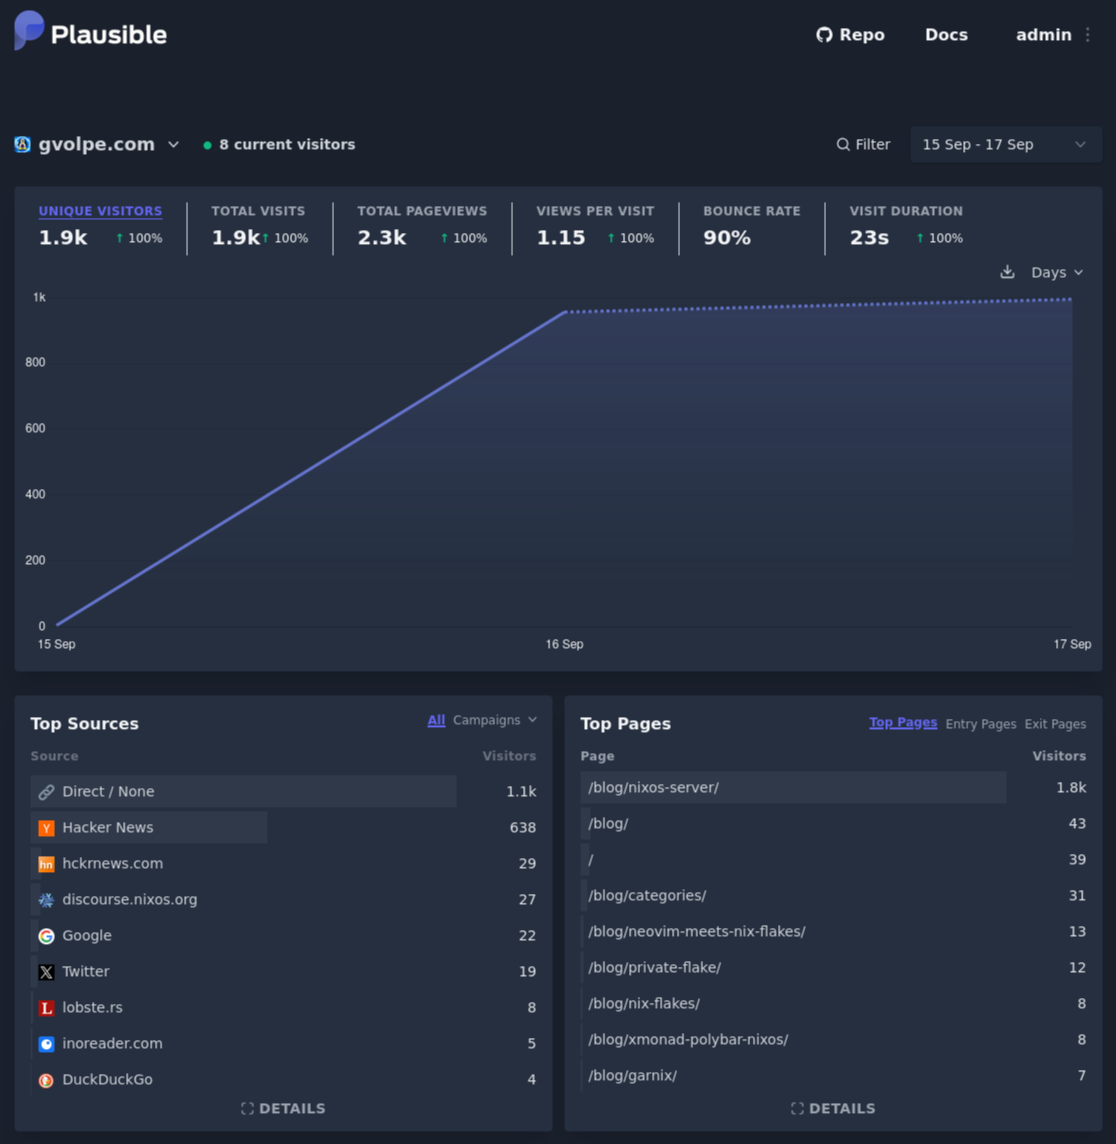 Plausible
Repo Docs admin
gvolpe.com 8 current visitors Filter 15 Sep - 17 Sep
UNIQUE VISITORS TOTAL VISITS TOTAL PAGEVIEWS VIEWS PER VISIT BOUNCE RATE VISIT DURATION
1.9k ↑ 100% 1.9k ↑ 100% 2.3k ↑ 100% 1.15 ↑ 100% 90% 23s ↑ 100%
Days
1k
800
600
400
200
0
15 Sep 16 Sep 17 Sep
Top Sources All Campaigns
Source Visitors
Direct / None 1.1k
Y Hacker News 638
hn hckrnews.com 29
discourse.nixos.org 27
G Google 22
X Twitter 19
L lobste.rs 8
inoreader.com 5
DuckDuckGo 4
DETAILS
Top Pages Top Pages Entry Pages Exit Pages
Page Visitors
/blog/nixos-server/ 1.8k
/blog/ 43
/ 39
/blog/categories/ 31
/blog/neovim-meets-nix-flakes/ 13
/blog/private-flake/ 12
/blog/nix-flakes/ 8
/blog/xmonad-polybar-nixos/ 8
/blog/garnix/ 7
DETAILS